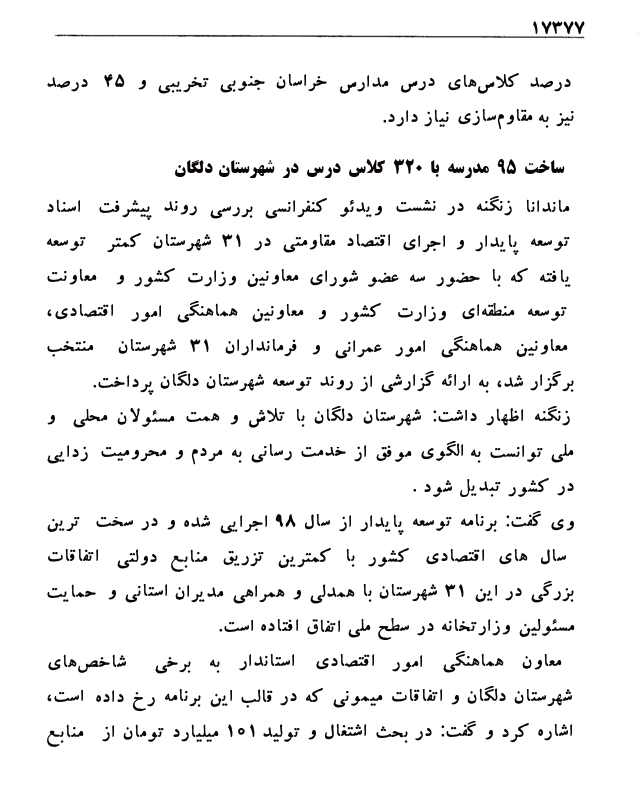 ۱۷۳۷۷
درصد کلاس‌های درس مدارس خراسان جنوبی تخریبی و ۴۵ درصد
نیز به مقاوم‌سازی نیاز دارد.
ساخت ۹۵ مدرسه با ۳۲۰ کلاس درس در شهرستان دلگان
ماندانا زنگنه در نشست ویدئو کنفرانسی بررسی روند پیشرفت اسناد
توسعه پایدار و اجرای اقتصاد مقاومتی در ۳۱ شهرستان کمتر توسعه
یافته که با حضور سه عضو شورای معاونین وزارت کشور و معاونت
توسعه منطقه‌ای وزارت کشور و معاونین هماهنگی امور اقتصادی،
معاونین هماهنگی امور عمرانی و فرمانداران ۳۱ شهرستان منتخب
برگزار شد، به ارائه گزارشی از روند توسعه شهرستان دلگان پرداخت.
زنگنه اظهار داشت: شهرستان دلگان با تلاش و همت مسئولان محلی و
ملی توانست به الگوی موفق از خدمت رسانی به مردم و محرومیت زدایی
در کشور تبدیل شود .
وی گفت: برنامه توسعه پایدار از سال ۹۸ اجرایی شده و در سخت ترین
سال های اقتصادی کشور با کمترین تزریق منابع دولتی اتفاقات
بزرگی در این ۳۱ شهرستان با همدلی و همراهی مدیران استانی و حمایت
مسئولین وزارتخانه در سطح ملی اتفاق افتاده است.
معاون هماهنگی امور اقتصادی استاندار به برخی شاخص‌های
شهرستان دلگان و اتفاقات میمونی که در قالب این برنامه رخ داده است،
اشاره کرد و گفت: در بحث اشتغال و تولید ۱۰۱ میلیارد تومان از منابع